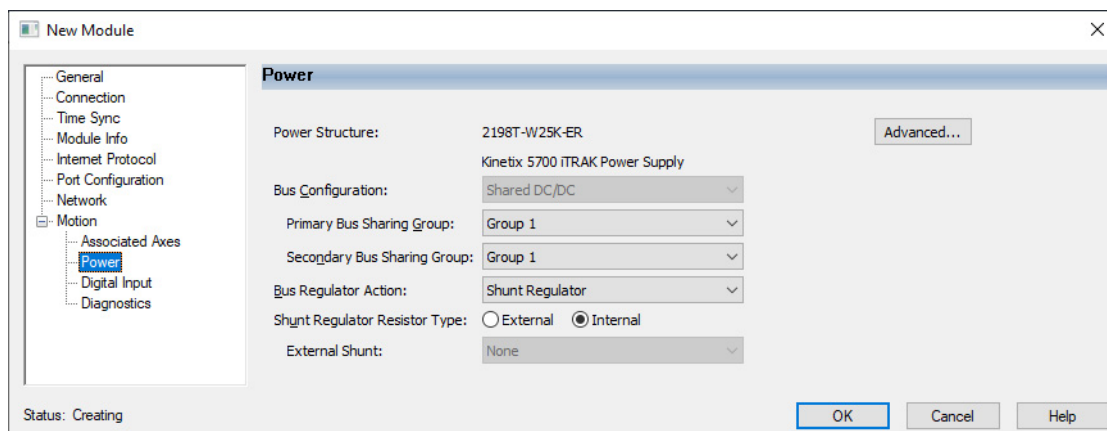 New Module
General
Connection
Time Sync
Module Info
Internet Protocol
Port Configuration
Network
Motion
Associated Axes
Power
Digital Input
Diagnostics
Power
Power Structure: 2198T-W25K-ER Advanced...
Kinetix 5700 iTRAK Power Supply
Bus Configuration: Shared DC/DC
Primary Bus Sharing Group: Group 1
Secondary Bus Sharing Group: Group 1
Bus Regulator Action: Shunt Regulator
Shunt Regulator Resistor Type: External Internal
External Shunt: None
Status: Creating OK Cancel Help